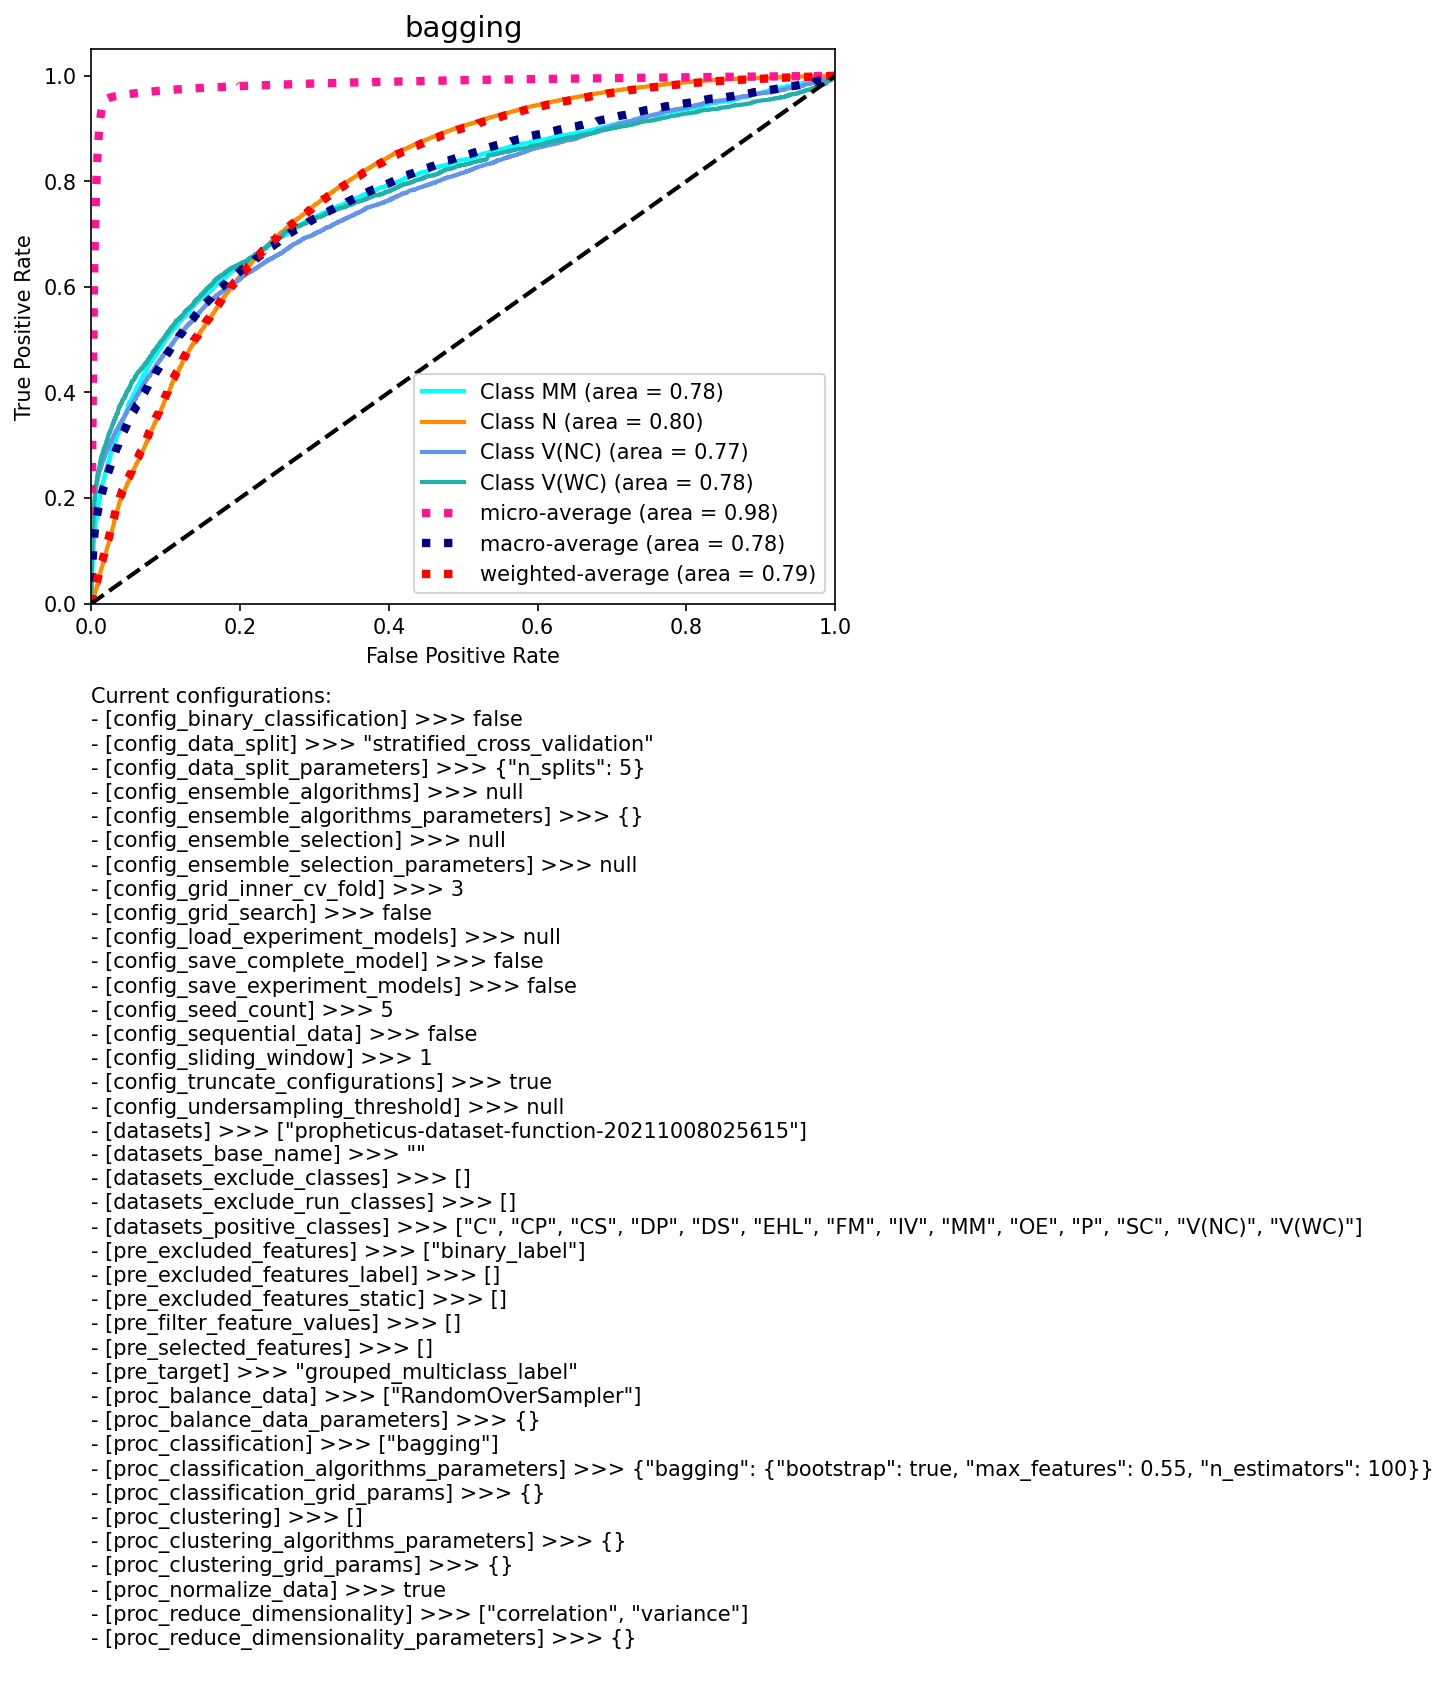 bagging
1.0
0.8
0.6
0.4
0.2
0.0
True Positive Rate
Class MM (area = 0.78)
Class N (area = 0.80)
Class V(NC) (area = 0.77)
Class V(WC) (area = 0.78)
micro-average (area = 0.98)
macro-average (area = 0.78)
weighted-average (area = 0.79)
0.0 0.2 0.4 0.6 0.8 1.0
False Positive Rate
Current configurations:
- [config_binary_classification] >>> false
- [config_data_split] >>> "stratified_cross_validation"
- [config_data_split_parameters] >>> {"n_splits": 5}
- [config_ensemble_algorithms] >>> null
- [config_ensemble_algorithms_parameters] >>> {}
- [config_ensemble_selection] >>> null
- [config_ensemble_selection_parameters] >>> null
- [config_grid_inner_cv_fold] >>> 3
- [config_grid_search] >>> false
- [config_load_experiment_models] >>> null
- [config_save_complete_model] >>> false
- [config_save_experiment_models] >>> false
- [config_seed_count] >>> 5
- [config_sequential_data] >>> false
- [config_sliding_window] >>> 1
- [config_truncate_configurations] >>> true
- [config_undersampling_threshold] >>> null
- [datasets] >>> ["propheticus-dataset-function-20211008025615"]
- [datasets_base_name] >>> ""
- [datasets_exclude_classes] >>> []
- [datasets_exclude_run_classes] >>> []
- [datasets_positive_classes] >>> ["C", "CP", "CS", "DP", "DS", "EHL", "FM", "IV", "MM", "OE", "P", "SC", "V(NC)", "V(WC)"]
- [pre_excluded_features] >>> ["binary_label"]
- [pre_excluded_features_label] >>> []
- [pre_excluded_features_static] >>> []
- [pre_filter_feature_values] >>> []
- [pre_selected_features] >>> []
- [pre_target] >>> "grouped_multiclass_label"
- [proc_balance_data] >>> ["RandomOverSampler"]
- [proc_balance_data_parameters] >>> {}
- [proc_classification] >>> ["bagging"]
- [proc_classification_algorithms_parameters] >>> {"bagging": {"bootstrap": true, "max_features": 0.55, "n_estimators": 100}}
- [proc_classification_grid_params] >>> {}
- [proc_clustering] >>> []
- [proc_clustering_algorithms_parameters] >>> {}
- [proc_clustering_grid_params] >>> {}
- [proc_normalize_data] >>> true
- [proc_reduce_dimensionality] >>> ["correlation", "variance"]
- [proc_reduce_dimensionality_parameters] >>> {}